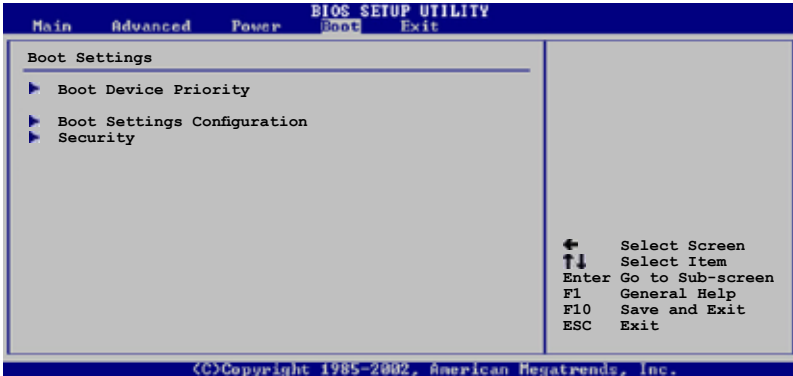 BIOS SETUP UTILITY
Main Advanced Power Boot Exit
Boot Settings
Boot Device Priority
Boot Settings Configuration
Security
← Select Screen
↑↓ Select Item
Enter Go to Sub-screen
F1 General Help
F10 Save and Exit
ESC Exit
(C)Copyright 1985-2002, American Megatrends, Inc.